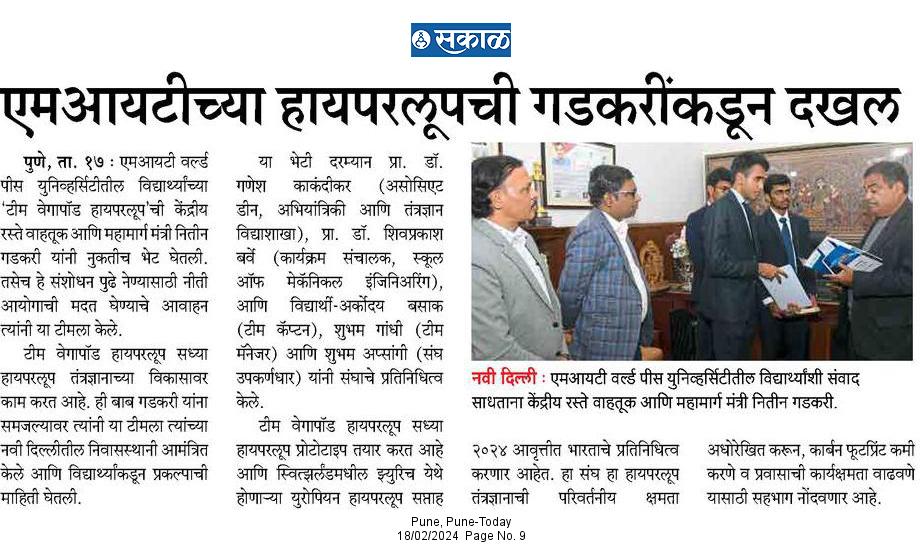 सकाळ
एमआयटीच्या हायपरलूपची गडकरींकडून दखल
पुणे, ता. १७ : एमआयटी वर्ल्ड
पीस युनिव्हर्सिटीतील विद्यार्थ्यांच्या
'टीम वेगापॉड हायपरलूप'ची केंद्रीय
रस्ते वाहतूक आणि महामार्ग मंत्री नितीन
गडकरी यांनी नुकतीच भेट घेतली.
तसेच हे संशोधन पुढे नेण्यासाठी नीती
आयोगाची मदत घेण्याचे आवाहन
त्यांनी या टीमला केले.
टीम वेगापॉड हायपरलूप सध्या
हायपरलूप तंत्रज्ञानाच्या विकासावर
काम करत आहे. ही बाब गडकरी यांना
समजल्यावर त्यांनी या टीमला त्यांच्या
नवी दिल्लीतील निवासस्थानी आमंत्रित
केले आणि विद्यार्थ्यांकडून प्रकल्पाची
माहिती घेतली.
या भेटी दरम्यान प्रा. डॉ.
गणेश काकंदीकर (असोसिएट
डीन, अभियांत्रिकी आणि तंत्रज्ञान
विद्याशाखा), प्रा. डॉ. शिवप्रकाश
बर्वे (कार्यक्रम संचालक, स्कूल
ऑफ मेकॅनिकल इंजिनिअरिंग),
आणि विद्यार्थी-अर्कोदय बसाक
(टीम कॅप्टन), शुभम गांधी (टीम
मॅनेजर) आणि शुभम अप्सांगी (संघ
उपकर्णधार) यांनी संघाचे प्रतिनिधित्व
केले.
टीम वेगापॉड हायपरलूप सध्या
हायपरलूप प्रोटोटाइप तयार करत आहे
आणि स्वित्झर्लंडमधील झ्युरिच येथे
होणाऱ्या युरोपियन हायपरलूप सप्ताह
नवी दिल्ली : एमआयटी वर्ल्ड पीस युनिव्हर्सिटीतील विद्यार्थ्यांशी संवाद
साधताना केंद्रीय रस्ते वाहतूक आणि महामार्ग मंत्री नितीन गडकरी.
२०२४ आवृत्तीत भारताचे प्रतिनिधित्व
करणार आहेत. हा संघ हा हायपरलूप
तंत्रज्ञानाची परिवर्तनीय क्षमता
अधोरेखित करून, कार्बन फूटप्रिंट कमी
करणे व प्रवासाची कार्यक्षमता वाढवणे
यासाठी सहभाग नोंदवणार आहे.
Pune, Pune-Today
18/02/2024 Page No. 9